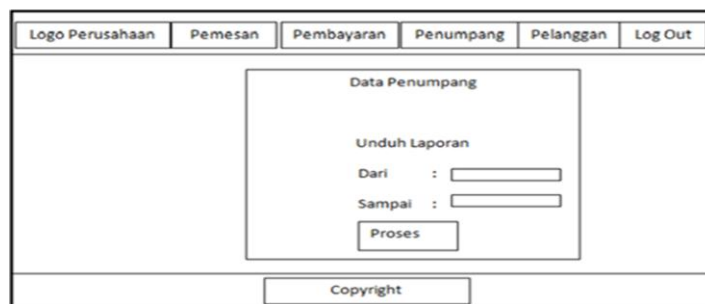 Logo Perusahaan Pemesan Pembayaran Penumpang Pelanggan Log Out
Data Penumpang
Unduh Laporan
Dari :
Sampai :
Proses
Copyright